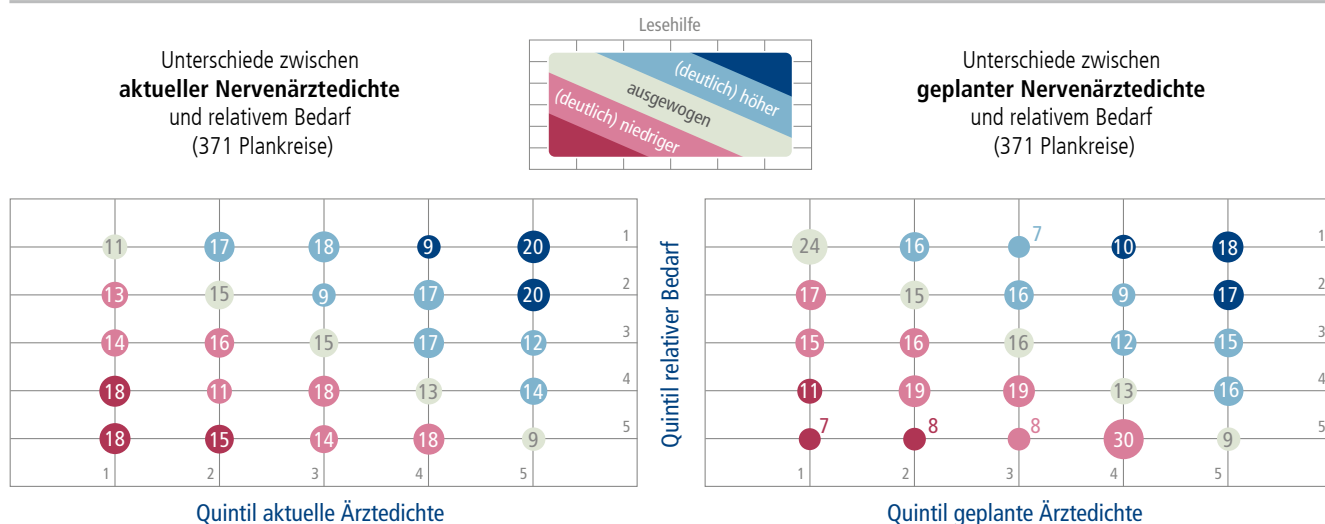 Lesehilfe
Unterschiede zwischen
aktueller Nervenärztedichte
und relativem Bedarf
(371 Plankreise)
(deutlich) höher
ausgewogen
(deutlich) niedriger
Unterschiede zwischen
geplanter Nervenärztedichte
und relativem Bedarf
(371 Plankreise)
11 17 18 9 20 1
13 15 9 17 20 2
14 16 15 17 12 3
18 11 18 13 14 4
18 15 14 18 9 5
1 2 3 4 5
Quintil aktuelle Ärztedichte
Quintil relativer Bedarf
24 16 7 10 18 1
17 15 16 9 17 2
15 16 16 12 15 3
11 19 19 13 16 4
7 8 8 30 9 5
1 2 3 4 5
Quintil geplante Ärztedichte